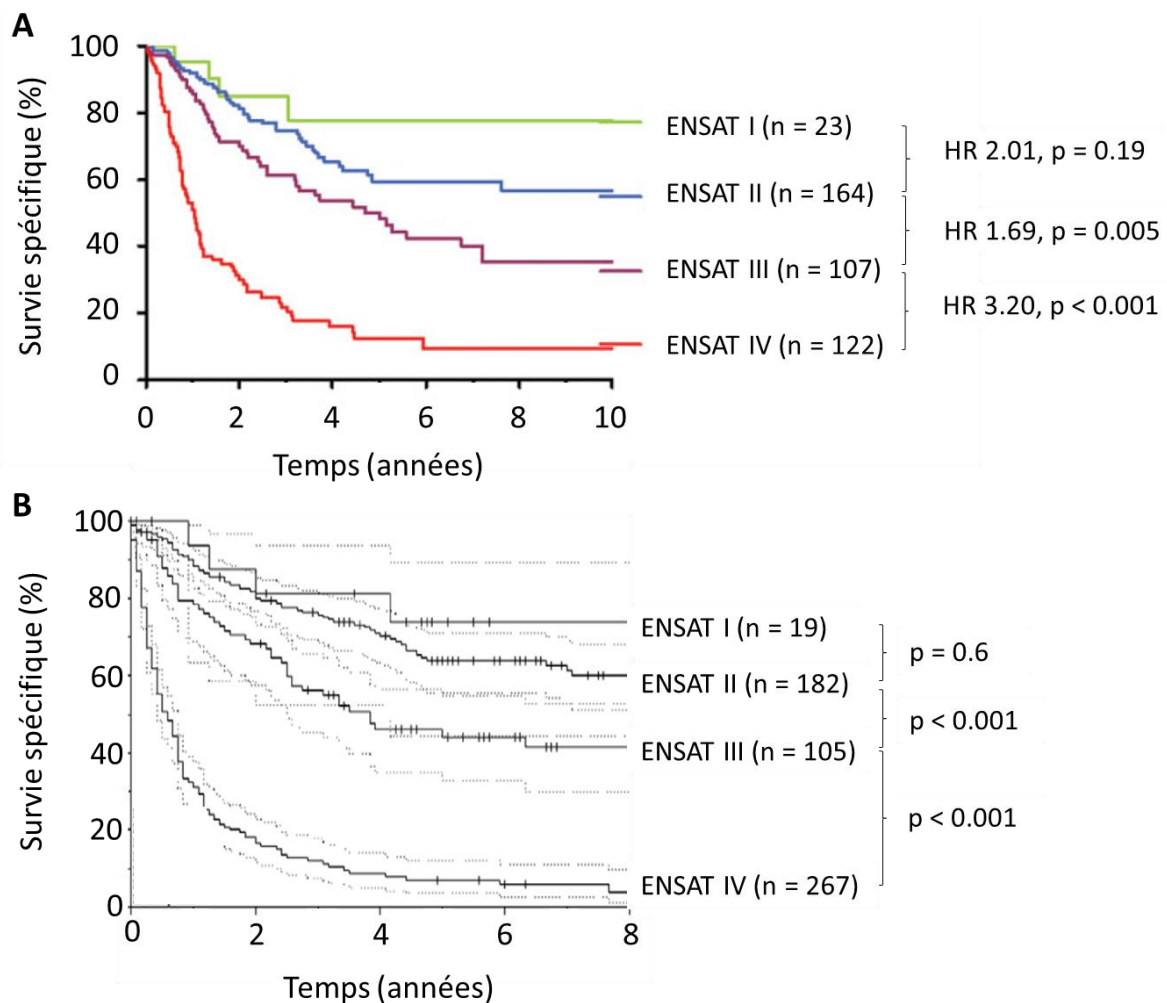 A
Survie spécifique (%)
100
80
60
40
20
0
0 2 4 6 8 10
Temps (années)
ENSAT I (n = 23)
ENSAT II (n = 164)
ENSAT III (n = 107)
ENSAT IV (n = 122)
HR 2.01, p = 0.19
HR 1.69, p = 0.005
HR 3.20, p < 0.001
B
Survie spécifique (%)
100
80
60
40
20
0
0 2 4 6 8
Temps (années)
ENSAT I (n = 19)
ENSAT II (n = 182)
ENSAT III (n = 105)
ENSAT IV (n = 267)
p = 0.6
p < 0.001
p < 0.001